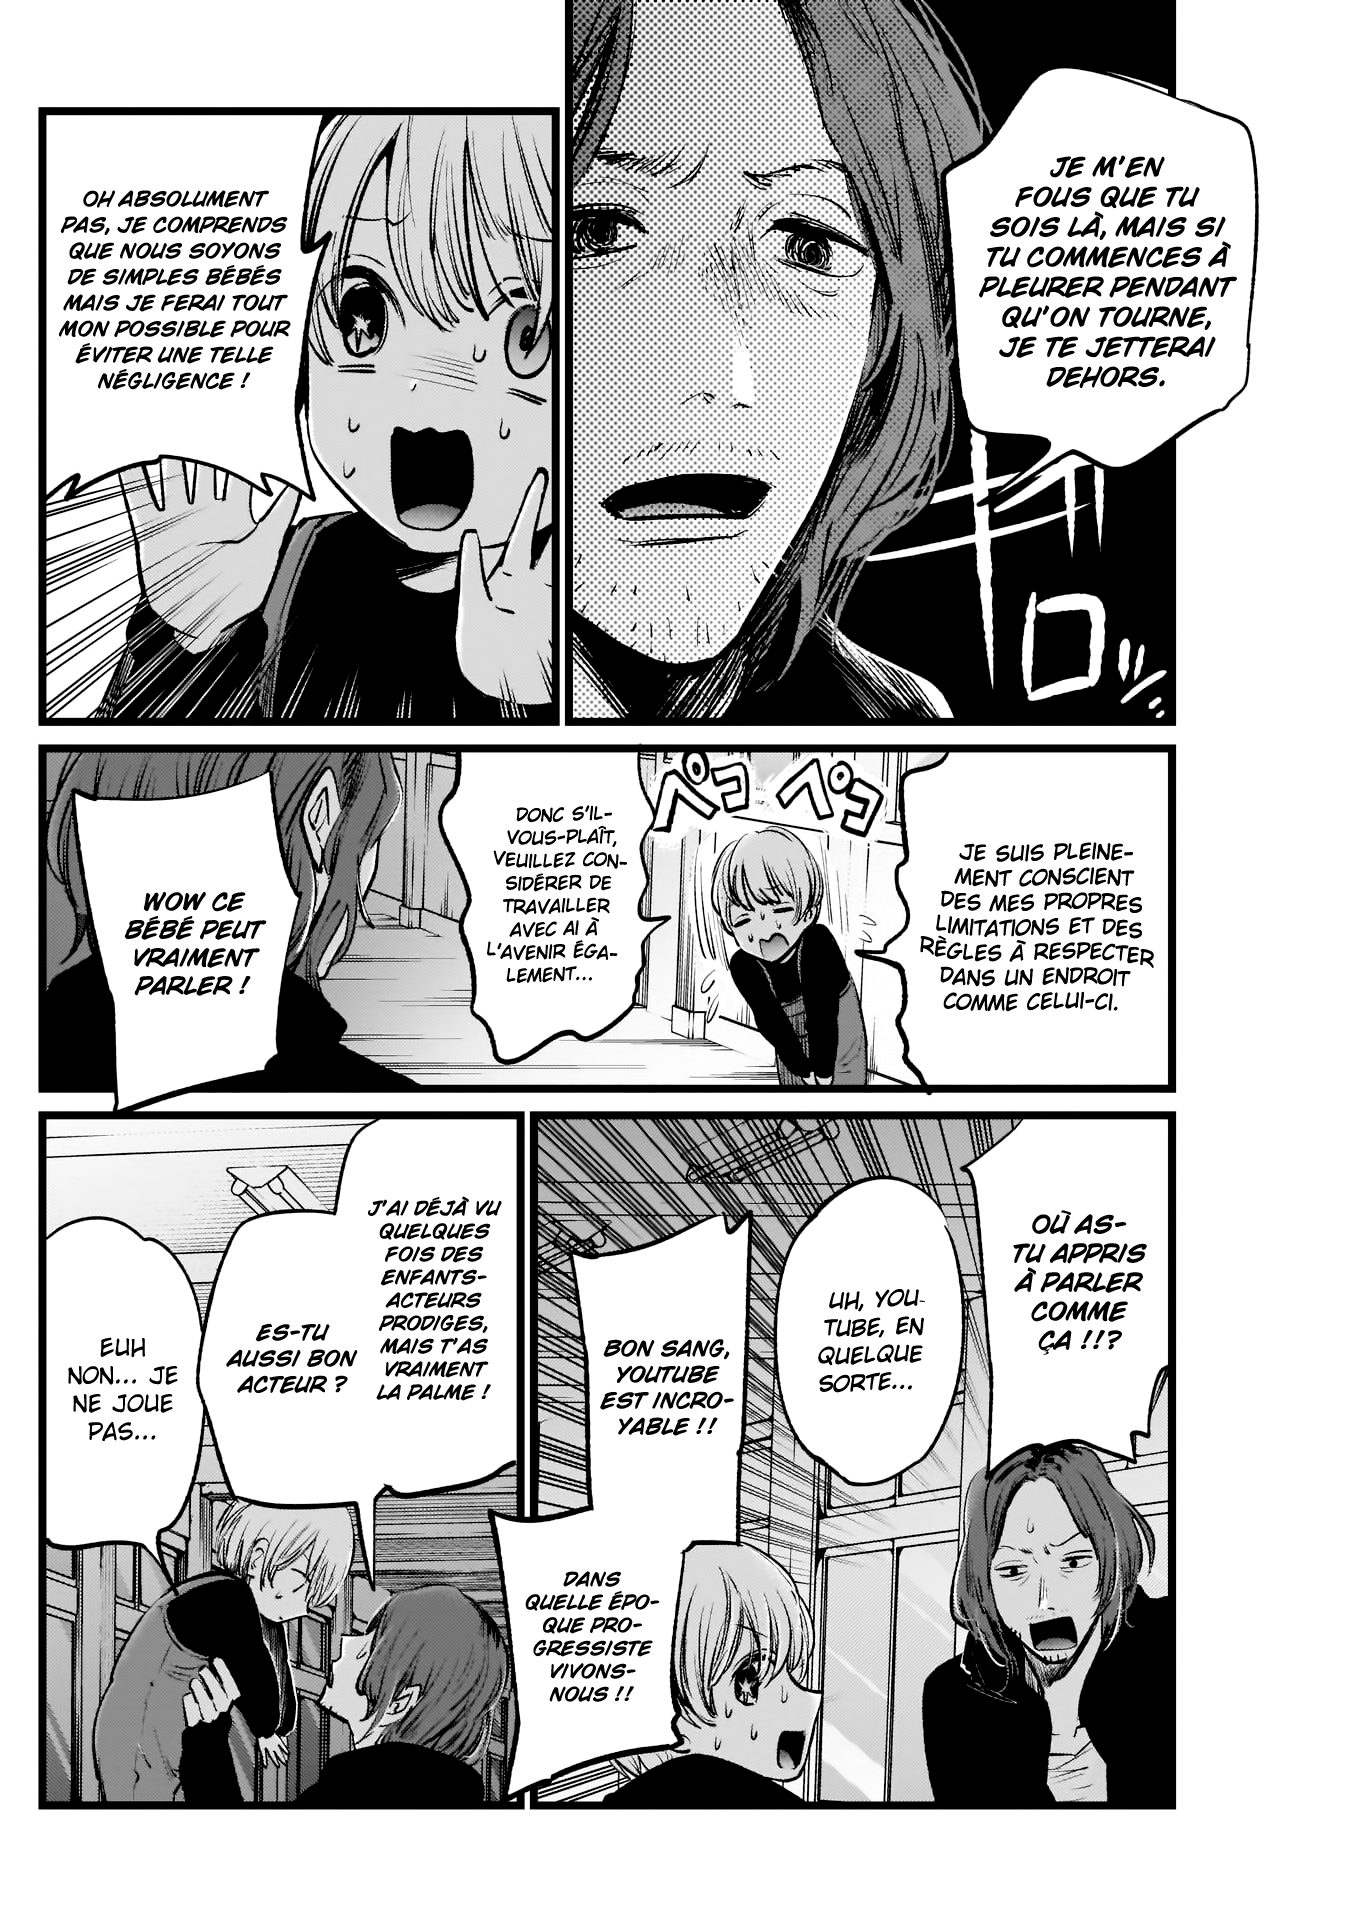 JE M'EN
FOUS QUE TU
SOIS LÀ, MAIS SI
TU COMMENCES À
PLEURER PENDANT
QU'ON TOURNE,
JE TE JETTERAI
DEHORS.
ギロッ
OH ABSOLUMENT
PAS, JE COMPRENDS
QUE NOUS SOYONS
DE SIMPLES BÉBÉS
MAIS JE FERAI TOUT
MON POSSIBLE POUR
ÉVITER UNE TELLE
NÉGLIGENCE !
JE SUIS PLEINE-
MENT CONSCIENT
DES MES PROPRES
LIMITATIONS ET DES
RÈGLES À RESPECTER
DANS UN ENDROIT
COMME CELUI-CI.
ペコ ペコ
DONC S'IL-
VOUS-PLAÎT,
VEUILLEZ CON-
SIDÉRER DE
TRAVAILLER
AVEC AI À
L'AVENIR ÉGA-
LEMENT...
WOW CE
BÉBÉ PEUT
VRAIMENT
PARLER !
OÙ AS-
TU APPRIS
À PARLER
COMME
ÇA !!?
UH, YOU-
TUBE, EN
QUELQUE
SORTE...
BON SANG,
YOUTUBE
EST INCRO-
YABLE !!
DANS
QUELLE ÉPO-
QUE PRO-
GRESSISTE
VIVONS-
NOUS !!
J'AI DÉJÀ VU
QUELQUES
FOIS DES
ENFANTS-
ACTEURS
PRODIGES,
MAIS T'AS
VRAIMENT
LA PALME !
ES-TU
AUSSI BON
ACTEUR ?
EUH
NON... JE
NE JOUE
PAS...